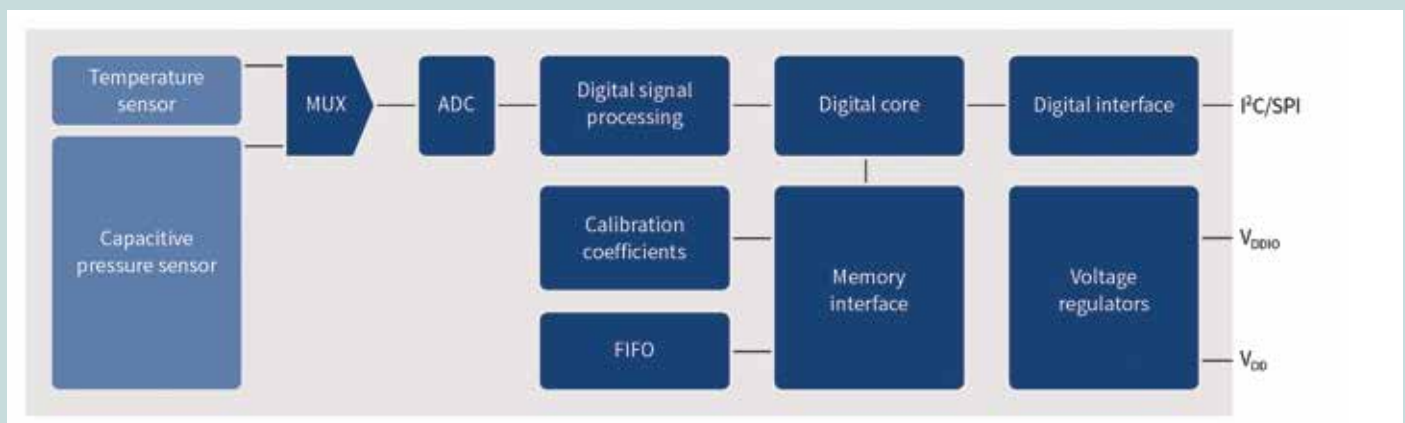 Temperature
sensor
MUX
ADC
Digital signal
processing
Digital core
Digital interface
I²C/SPI
Capacitive
pressure sensor
Calibration
coefficients
FIFO
Memory
interface
Voltage
regulators
V_DDIO
V_DD